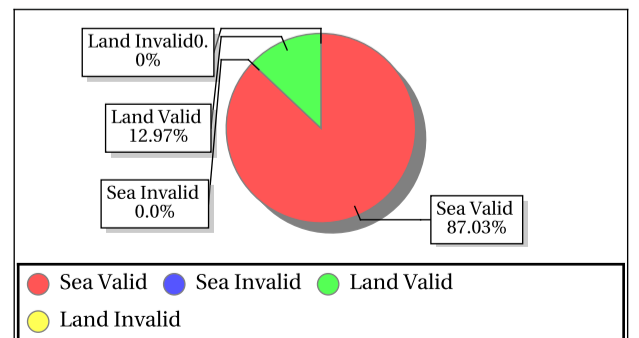 Land Invalid0.
0%
Land Valid
12.97%
Sea Invalid
0.0%
Sea Valid
87.03%
Sea Valid Sea Invalid Land Valid
Land Invalid